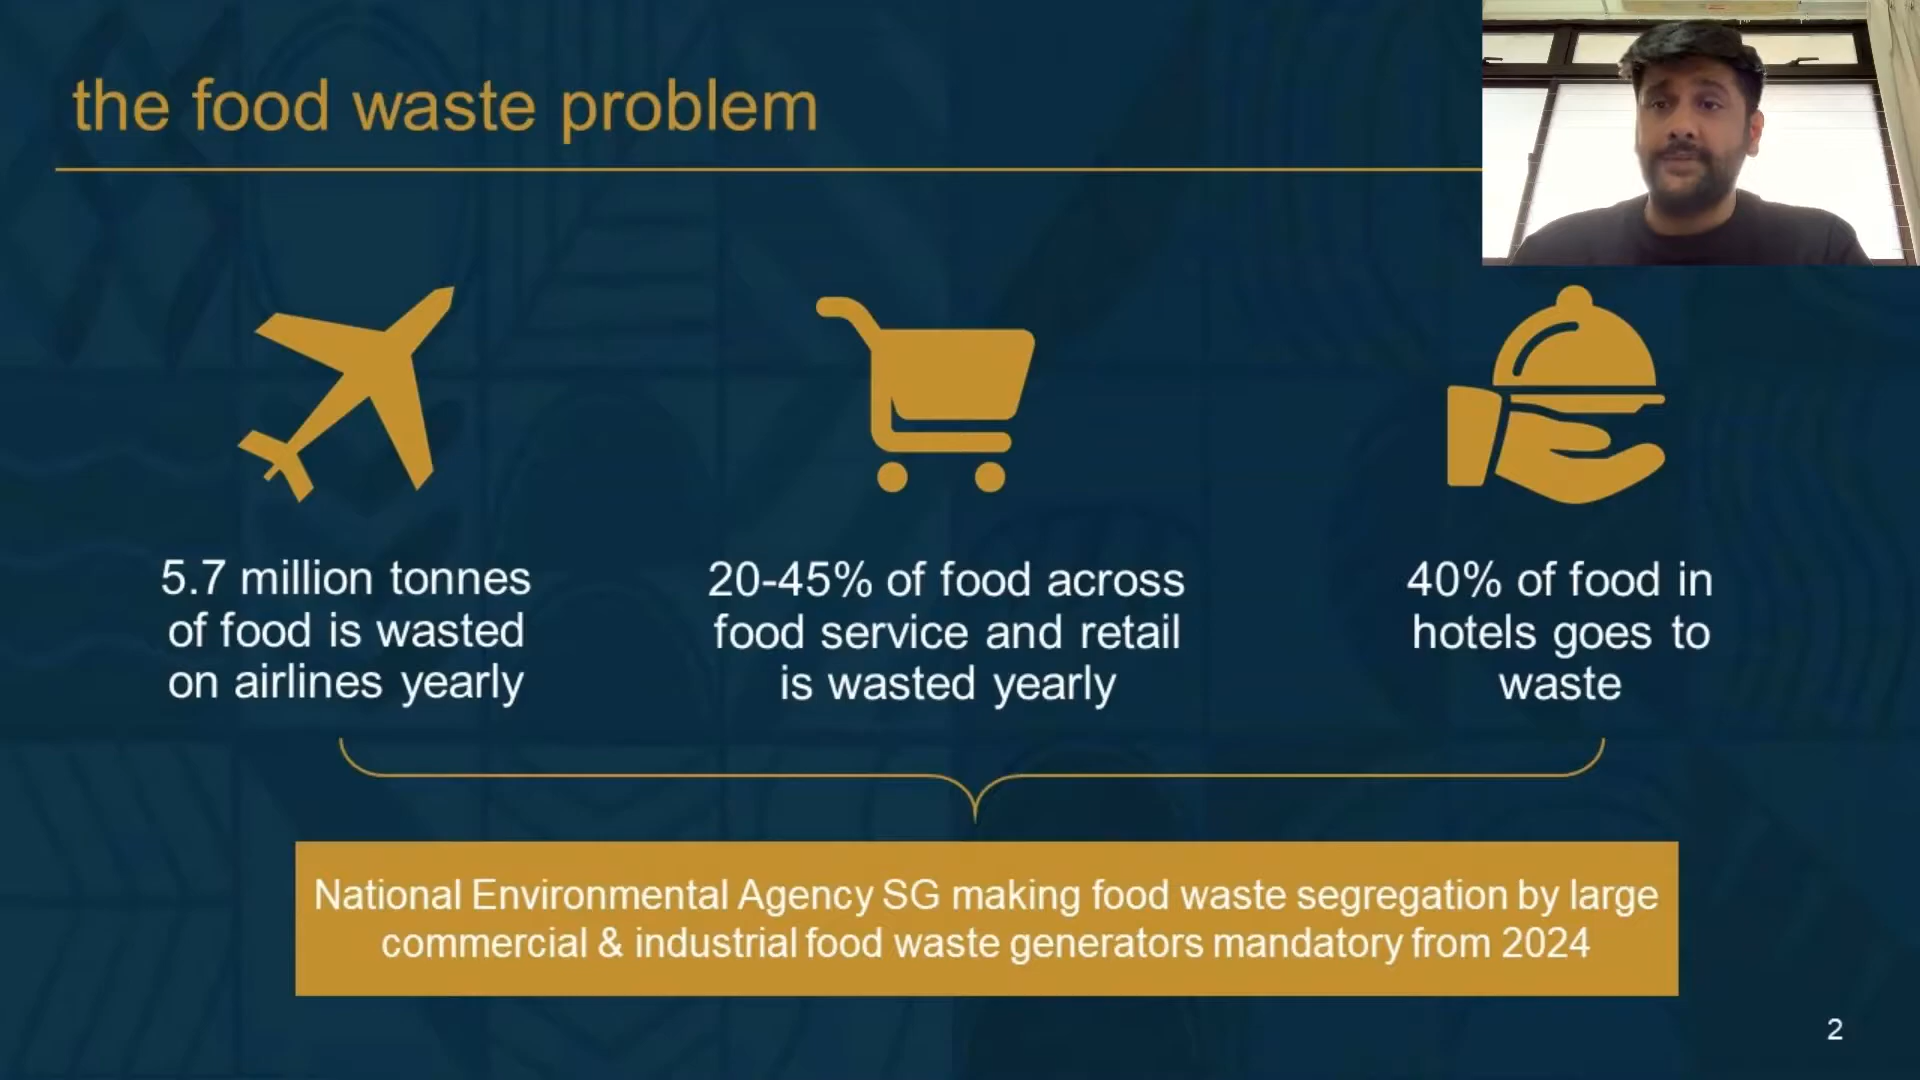 the food waste problem
5.7 million tonnes
of food is wasted
on airlines yearly
20-45% of food across
food service and retail
is wasted yearly
40% of food in
hotels goes to
waste
National Environmental Agency SG making food waste segregation by large
commercial & industrial food waste generators mandatory from 2024
2